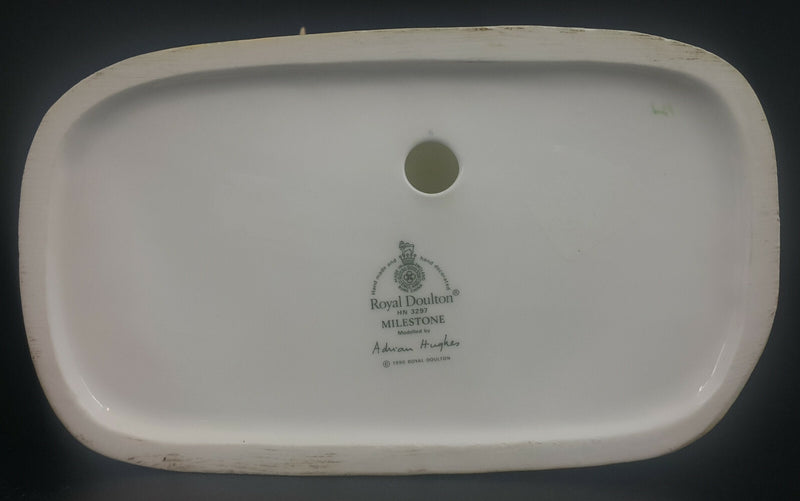 Hand made and hand decorated
Royal Doulton®
HN 3297
MILESTONE
Modelled by
Adrian Hughes
© 1990 ROYAL DOULTON